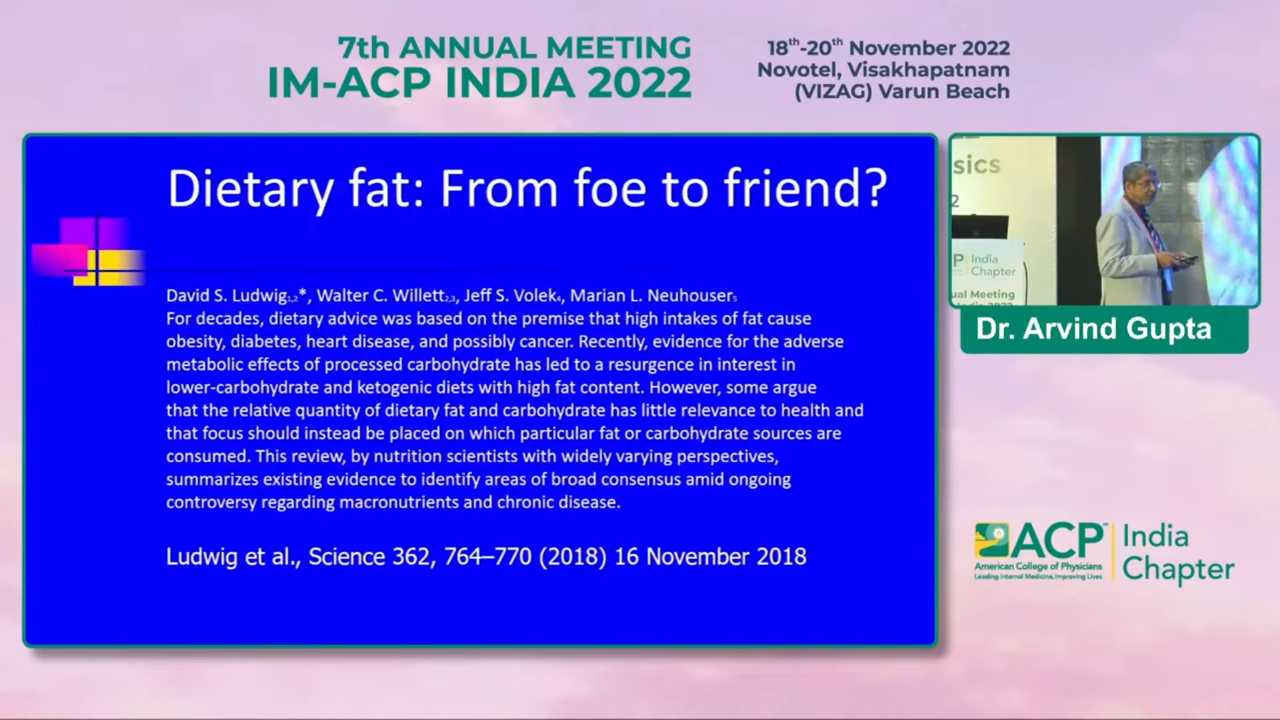 7th ANNUAL MEETING
IM-ACP INDIA 2022
18th-20th November 2022
Novotel, Visakhapatnam
(VIZAG) Varun Beach
Dietary fat: From foe to friend?
David S. Ludwig1,2*, Walter C. Willett2,3, Jeff S. Volek4, Marian L. Neuhouser5
For decades, dietary advice was based on the premise that high intakes of fat cause
obesity, diabetes, heart disease, and possibly cancer. Recently, evidence for the adverse
metabolic effects of processed carbohydrate has led to a resurgence in interest in
lower-carbohydrate and ketogenic diets with high fat content. However, some argue
that the relative quantity of dietary fat and carbohydrate has little relevance to health and
that focus should instead be placed on which particular fat or carbohydrate sources are
consumed. This review, by nutrition scientists with widely varying perspectives,
summarizes existing evidence to identify areas of broad consensus amid ongoing
controversy regarding macronutrients and chronic disease.
Ludwig et al., Science 362, 764–770 (2018) 16 November 2018
sics
2
P India
Chapter
ual Meeting
Dr. Arvind Gupta
ACP
American College of Physicians
Leading Internal Medicine, Improving Lives
India
Chapter